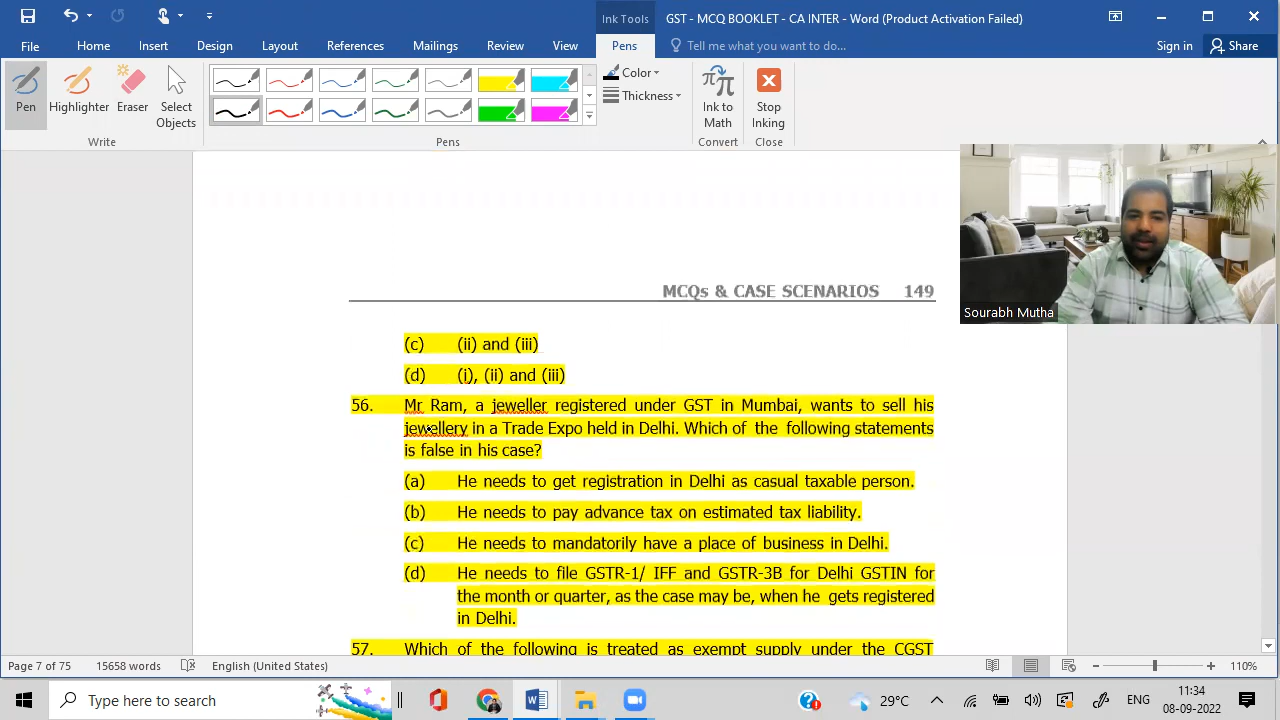 Ink Tools
GST - MCQ BOOKLET - CA INTER - Word (Product Activation Failed)
File Home Insert Design Layout References Mailings Review View Pens Tell me what you want to do... Sign in Share
Pen Highlighter Eraser Select Objects
Color
Thickness
Ink to Math
Stop Inking
Write Pens Convert Close
MCQs & CASE SCENARIOS 149
Sourabh Mutha
(c) (ii) and (iii)
(d) (i), (ii) and (iii)
56. Mr Ram, a jeweller registered under GST in Mumbai, wants to sell his
jewellery in a Trade Expo held in Delhi. Which of the following statements
is false in his case?
(a) He needs to get registration in Delhi as casual taxable person.
(b) He needs to pay advance tax on estimated tax liability.
(c) He needs to mandatorily have a place of business in Delhi.
(d) He needs to file GSTR-1/ IFF and GSTR-3B for Delhi GSTIN for
the month or quarter, as the case may be, when he gets registered
in Delhi.
57. Which of the following is treated as exempt supply under the CGST
Page 7 of 75 15658 words English (United States) 110%
Type here to search 29°C ENG 11:34
08-09-2022